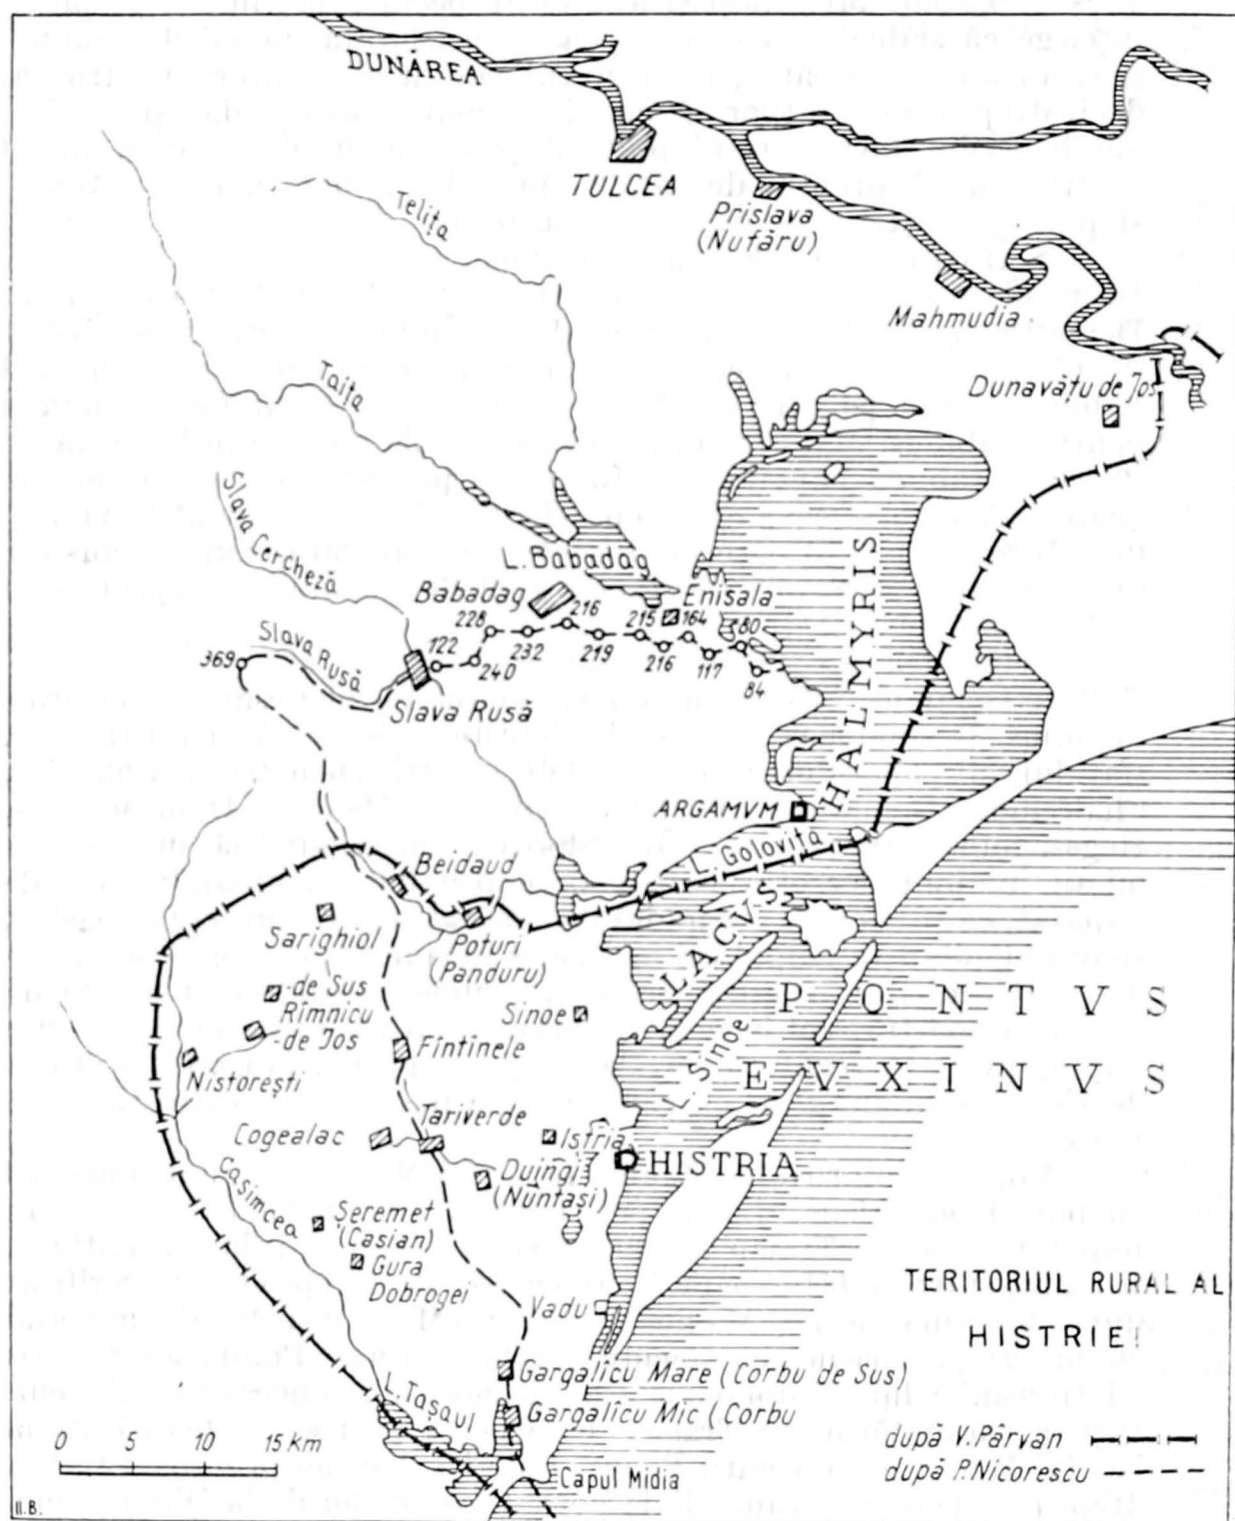 DUNĂREA
TULCEA
Telița
Prislava
(Nufăru)
Mahmudia
Taița
Dunavățu de Jos
Slava Cercheză
L. Babadag
Babadag
Enisala
228
216
215
164
80
Slava Rusă
369
122
240
232
219
216
117
84
Slava Rusă
HALMYRIS
ARGAMVM
L. Golovița
Beidaud
LACVS
Sarighiol
Poturi
(Panduru)
-de Sus
Rîmnicu
-de Jos
Sinoe
PONTVS
Fîntînele
L. Sinoe
EVXINVS
Nistorești
Tariverde
Cogealac
Istria
HISTRIA
Duingi
(Nuntași)
Casimcea
Șeremet
(Casian)
Gura
Dobrogei
TERITORIUL RURAL AL
HISTRIEI
Vadu
Gargalîcu Mare (Corbu de Sus)
L. Tașaul
Gargalîcu Mic (Corbu
0 5 10 15 Km
după V. Pârvan
după P. Nicorescu
Capul Midia